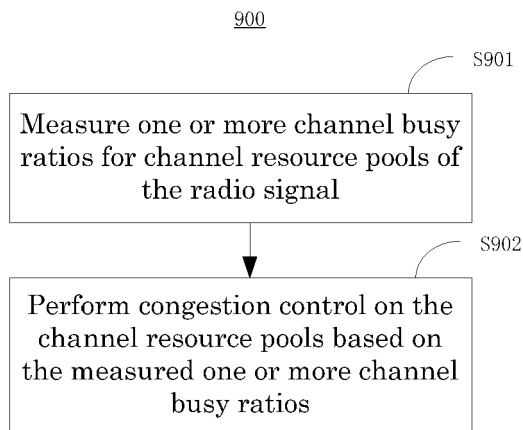 900
S901
Measure one or more channel busy
ratios for channel resource pools of
the radio signal
S902
Perform congestion control on the
channel resource pools based on
the measured one or more channel
busy ratios